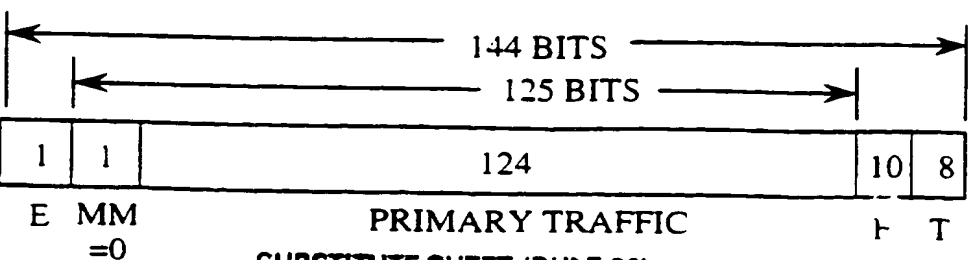 144 BITS
125 BITS
1 1 124 10 8
E MM PRIMARY TRAFFIC T
=0